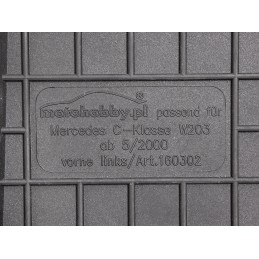 motohobby.pl passend für
Mercedes C-Klasse W203
ab 5/2000
vorne links/Art.160302